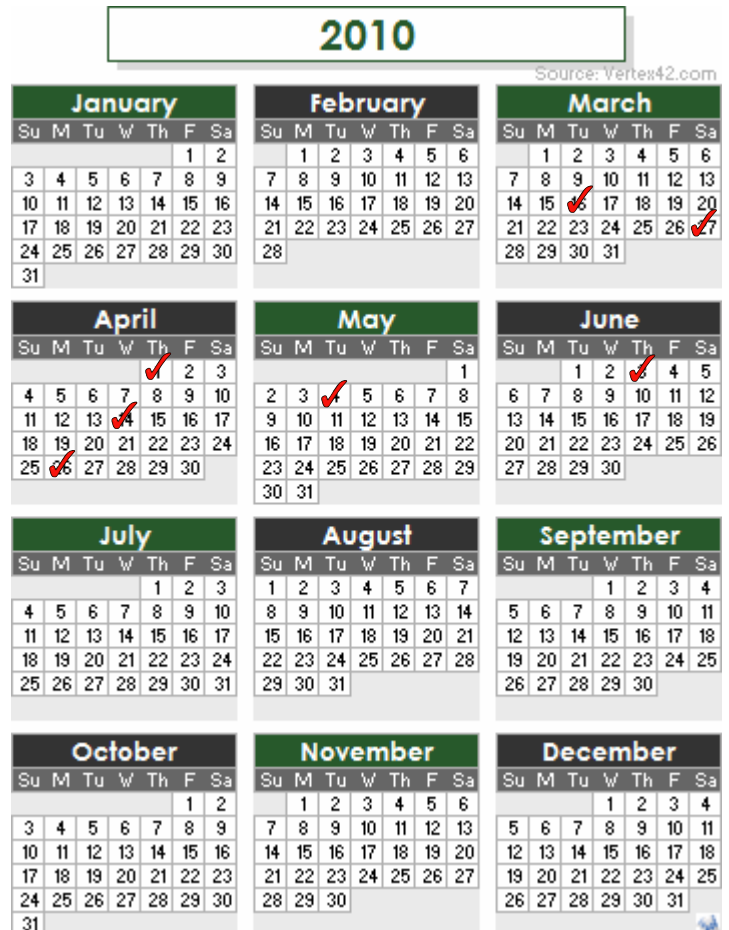 2010
Source: Vertex42.com
January
Su M Tu W Th F Sa
1 2
3 4 5 6 7 8 9
10 11 12 13 14 15 16
17 18 19 20 21 22 23
24 25 26 27 28 29 30
31
February
Su M Tu W Th F Sa
1 2 3 4 5 6
7 8 9 10 11 12 13
14 15 16 17 18 19 20
21 22 23 24 25 26 27
28
March
Su M Tu W Th F Sa
1 2 3 4 5 6
7 8 9 10 11 12 13
14 15 16 17 18 19 20
21 22 23 24 25 26 27
28 29 30 31
April
Su M Tu W Th F Sa
1 2 3
4 5 6 7 8 9 10
11 12 13 14 15 16 17
18 19 20 21 22 23 24
25 26 27 28 29 30
May
Su M Tu W Th F Sa
1
2 3 4 5 6 7 8
9 10 11 12 13 14 15
16 17 18 19 20 21 22
23 24 25 26 27 28 29
30 31
June
Su M Tu W Th F Sa
1 2 3 4 5
6 7 8 9 10 11 12
13 14 15 16 17 18 19
20 21 22 23 24 25 26
27 28 29 30
July
Su M Tu W Th F Sa
1 2 3
4 5 6 7 8 9 10
11 12 13 14 15 16 17
18 19 20 21 22 23 24
25 26 27 28 29 30 31
August
Su M Tu W Th F Sa
1 2 3 4 5 6 7
8 9 10 11 12 13 14
15 16 17 18 19 20 21
22 23 24 25 26 27 28
29 30 31
September
Su M Tu W Th F Sa
1 2 3 4
5 6 7 8 9 10 11
12 13 14 15 16 17 18
19 20 21 22 23 24 25
26 27 28 29 30
October
Su M Tu W Th F Sa
1 2
3 4 5 6 7 8 9
10 11 12 13 14 15 16
17 18 19 20 21 22 23
24 25 26 27 28 29 30
31
November
Su M Tu W Th F Sa
1 2 3 4 5 6
7 8 9 10 11 12 13
14 15 16 17 18 19 20
21 22 23 24 25 26 27
28 29 30
December
Su M Tu W Th F Sa
1 2 3 4
5 6 7 8 9 10 11
12 13 14 15 16 17 18
19 20 21 22 23 24 25
26 27 28 29 30 31